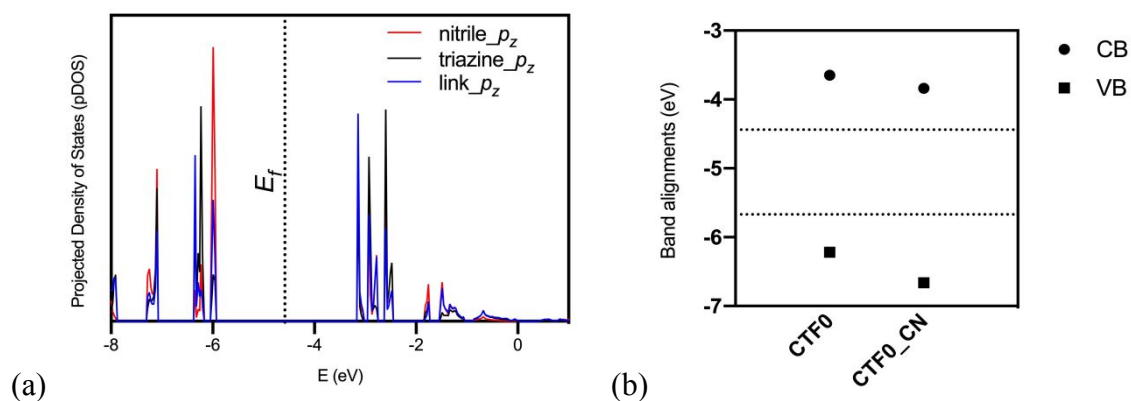 nitrile_pz
triazine_pz
link_pz
Projected Density of States (pDOS)
Ef
-8
-6
-4
-2
0
E (eV)
(a)
-3
-4
-5
-6
-7
Band alignments (eV)
CTF0
CTF0_CN
CB
VB
(b)